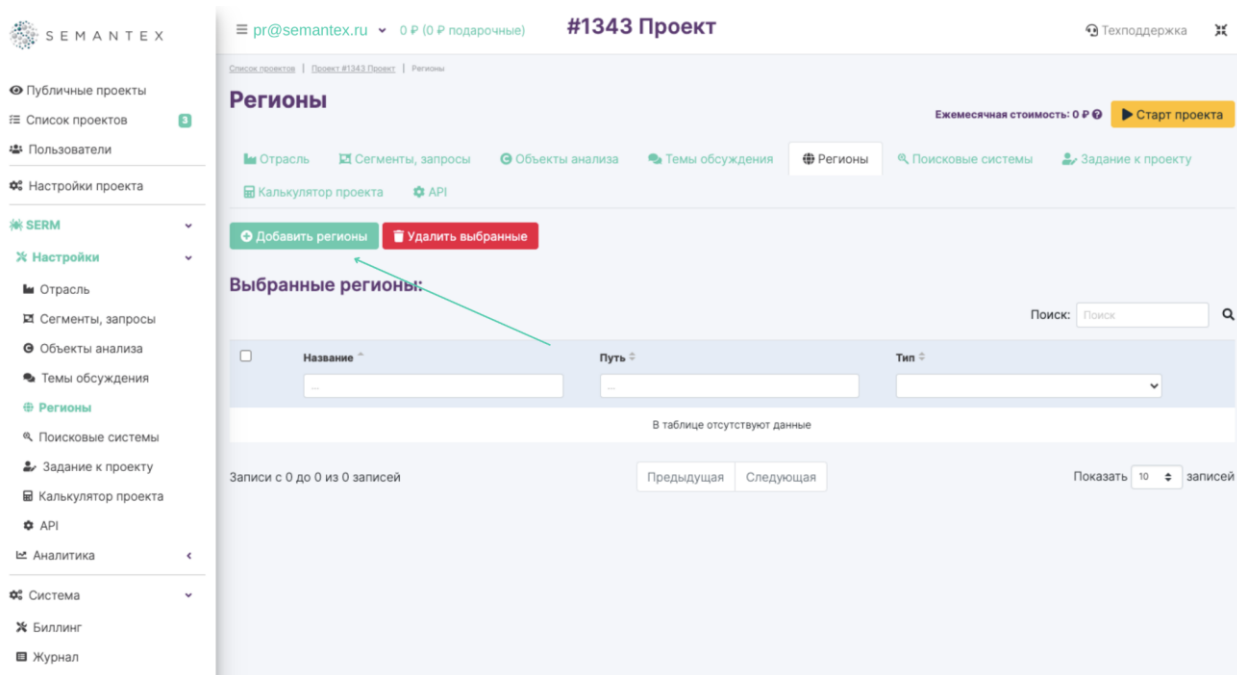 SEMANTEX
Публичные проекты
Список проектов 3
Пользователи
Настройки проекта
SERM
Настройки
Отрасль
Сегменты, запросы
Объекты анализа
Темы обсуждения
Регионы
Поисковые системы
Задание к проекту
Калькулятор проекта
API
Аналитика
Система
Биллинг
Журнал
pr@semantex.ru 0 ₽ (0 ₽ подарочные) #1343 Проект Техподдержка
Список проектов | Проект #1343 Проект | Регионы
Регионы
Ежемесячная стоимость: 0 ₽ Старт проекта
Отрасль Сегменты, запросы Объекты анализа Темы обсуждения Регионы Поисковые системы Задание к проекту
Калькулятор проекта API
Добавить регионы Удалить выбранные
Выбранные регионы:
Поиск: Поиск
Название Путь Тип
... ...
В таблице отсутствуют данные
Записи с 0 до 0 из 0 записей Предыдущая Следующая Показать 10 записей